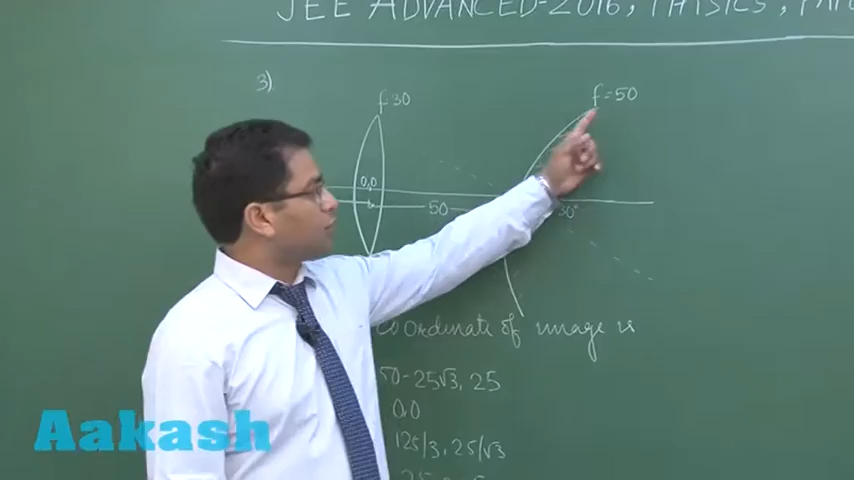 JEE ADVANCED-2016, PHYSICS,
3)
f=30
f=50
0,0
50
30°
Ordinate of image is
50-25√3, 25
0,0
125/3, 25/√3
Aakash